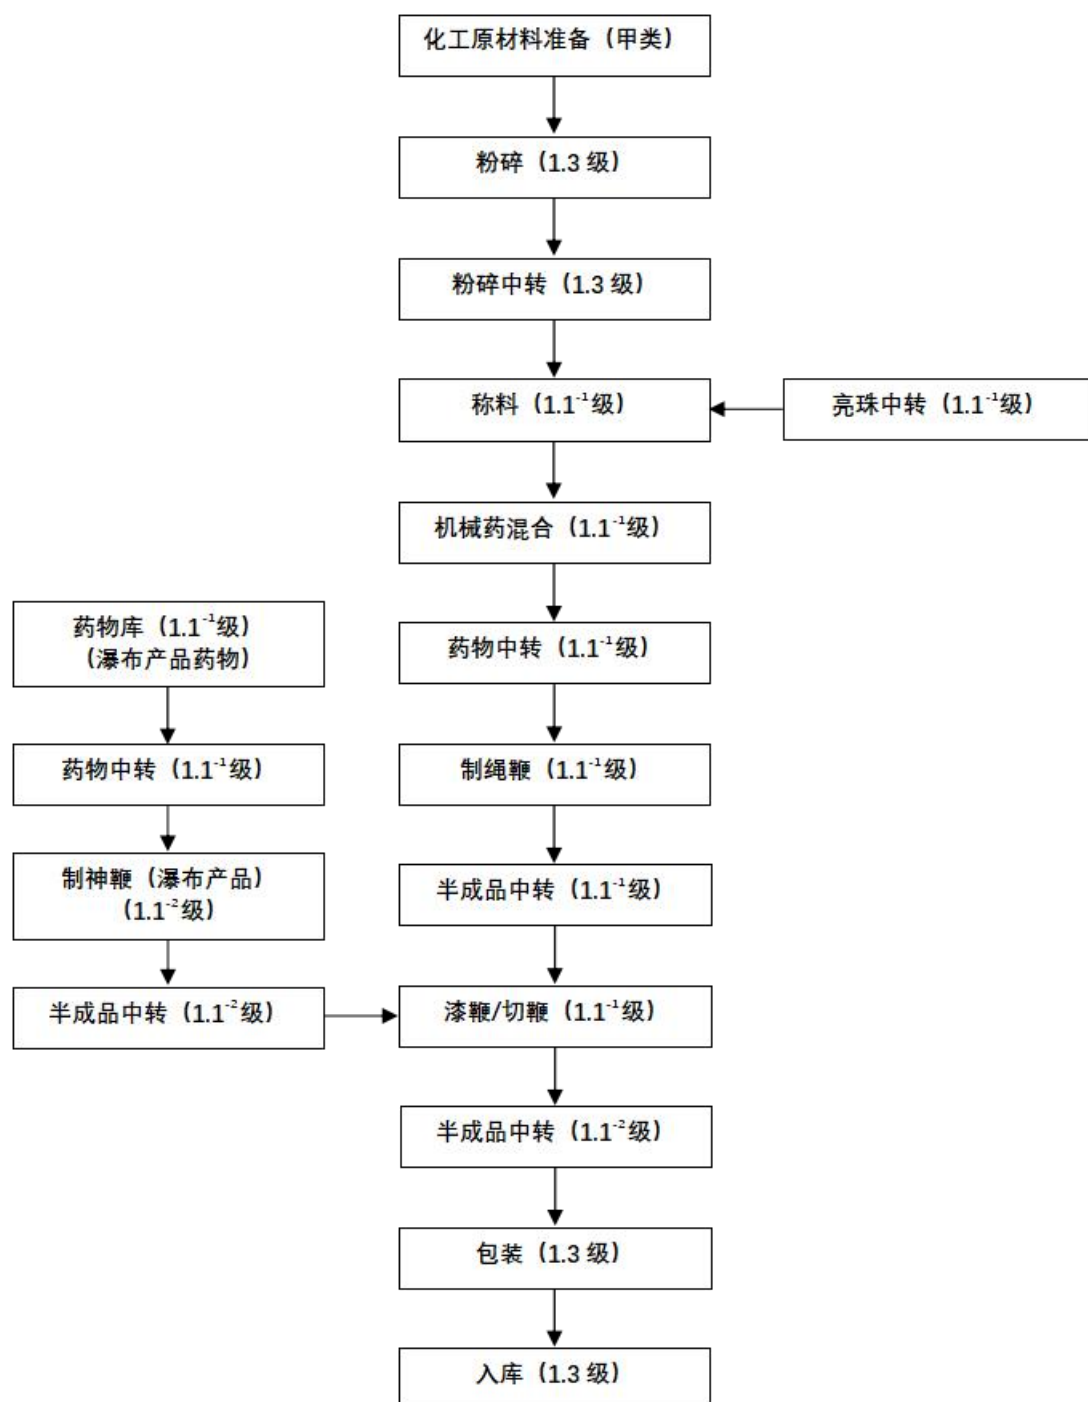 化工原材料准备（甲类）
粉碎（1.3 级）
粉碎中转（1.3 级）
称料（1.1⁻¹级）
亮珠中转（1.1⁻¹级）
机械药混合（1.1⁻¹级）
药物库（1.1⁻¹级）
（瀑布产品药物）
药物中转（1.1⁻¹级）
药物中转（1.1⁻¹级）
制绳鞭（1.1⁻¹级）
制神鞭（瀑布产品）
（1.1⁻²级）
半成品中转（1.1⁻¹级）
半成品中转（1.1⁻²级）
漆鞭/切鞭（1.1⁻¹级）
半成品中转（1.1⁻²级）
包装（1.3 级）
入库（1.3 级）